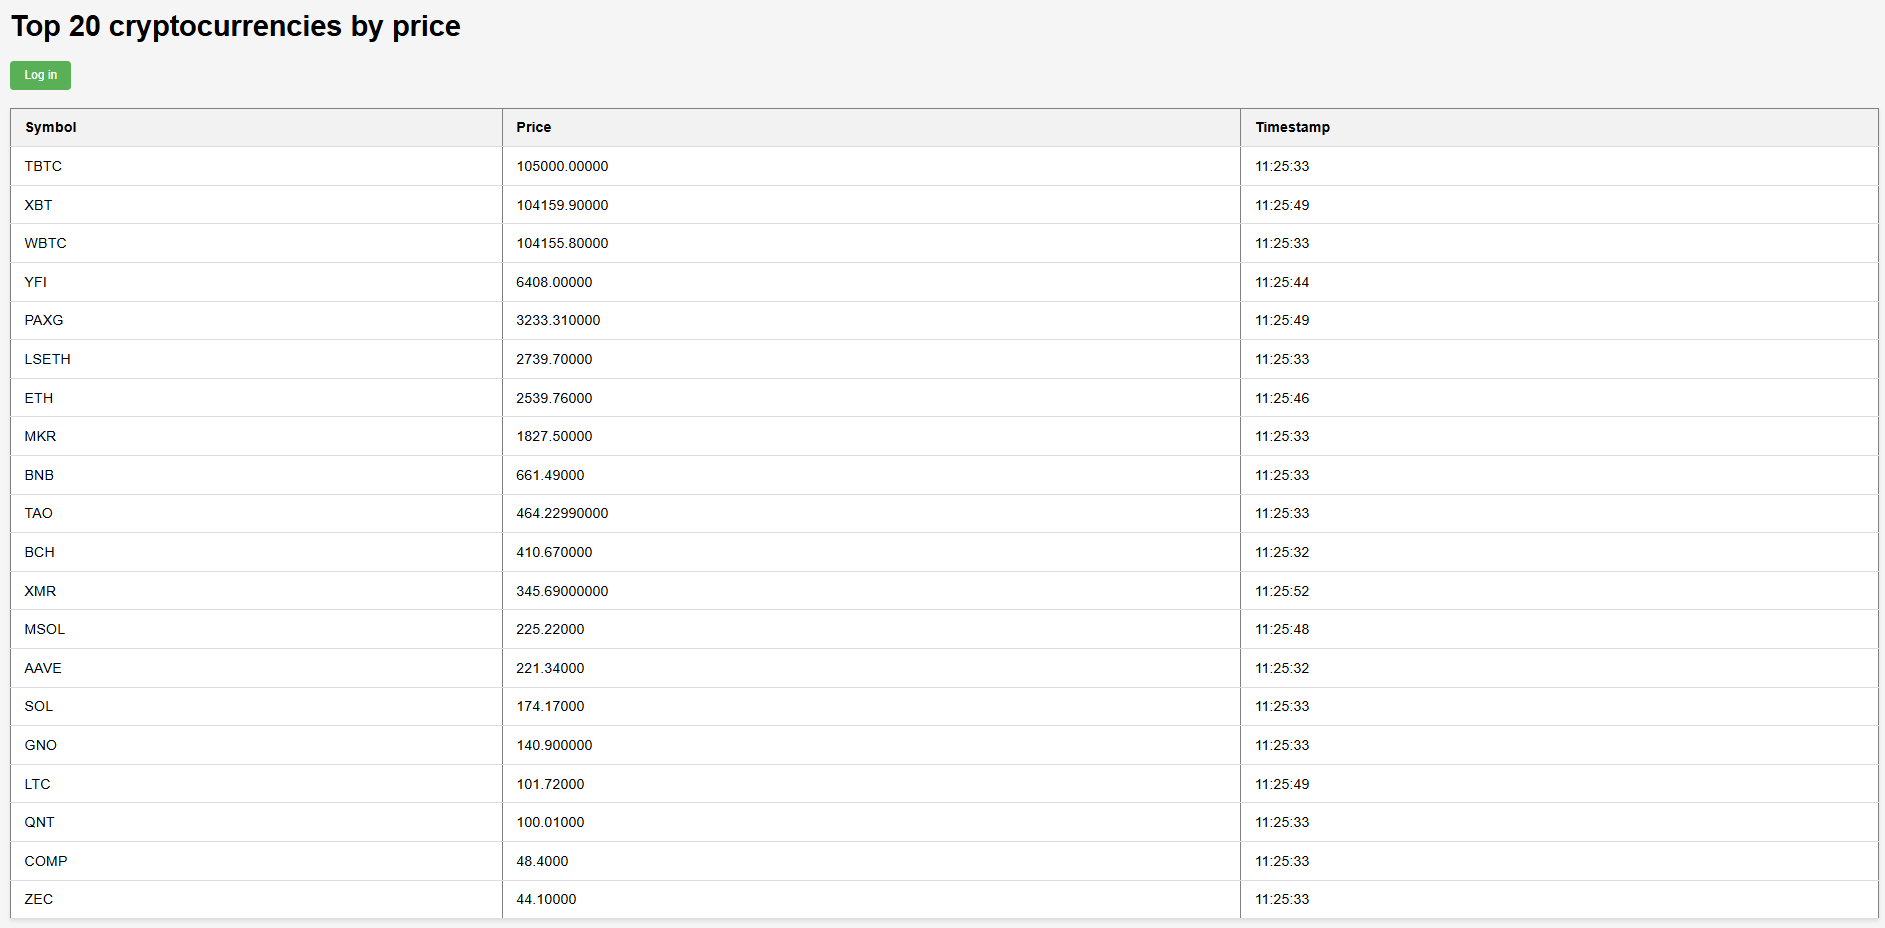 Top 20 cryptocurrencies by price
Log in
Symbol Price Timestamp
TBTC 105000.00000 11:25:33
XBT 104159.90000 11:25:49
WBTC 104155.80000 11:25:33
YFI 6408.00000 11:25:44
PAXG 3233.310000 11:25:49
LSETH 2739.70000 11:25:33
ETH 2539.76000 11:25:46
MKR 1827.50000 11:25:33
BNB 661.49000 11:25:33
TAO 464.22990000 11:25:33
BCH 410.670000 11:25:32
XMR 345.69000000 11:25:52
MSOL 225.22000 11:25:48
AAVE 221.34000 11:25:32
SOL 174.17000 11:25:33
GNO 140.900000 11:25:33
LTC 101.72000 11:25:49
QNT 100.01000 11:25:33
COMP 48.4000 11:25:33
ZEC 44.10000 11:25:33